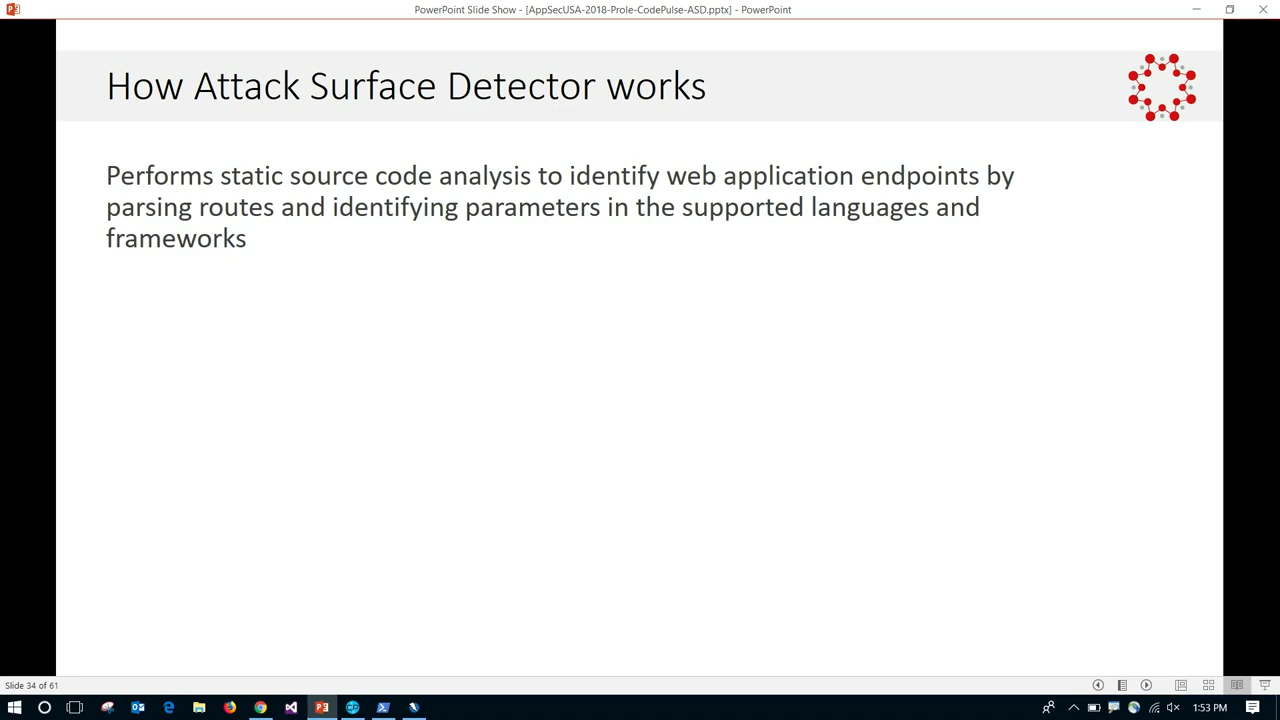 PowerPoint Slide Show - [AppSecUSA-2018-Prole-CodePulse-ASD.pptx] - PowerPoint
How Attack Surface Detector works
Performs static source code analysis to identify web application endpoints by
parsing routes and identifying parameters in the supported languages and
frameworks
Slide 34 of 61
1:53 PM